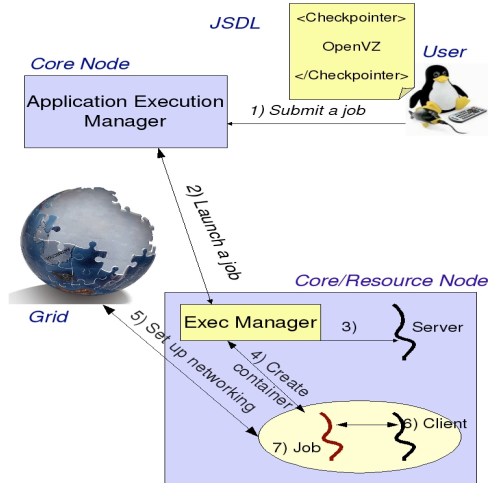 JSDL
<Checkpointer>
OpenVZ
</Checkpointer>
User
Core Node
Application Execution
Manager
1) Submit a job
2) Launch a job
Grid
Core/Resource Node
Exec Manager
3)
Server
4) Create
container
5) Set up networking
6) Client
7) Job